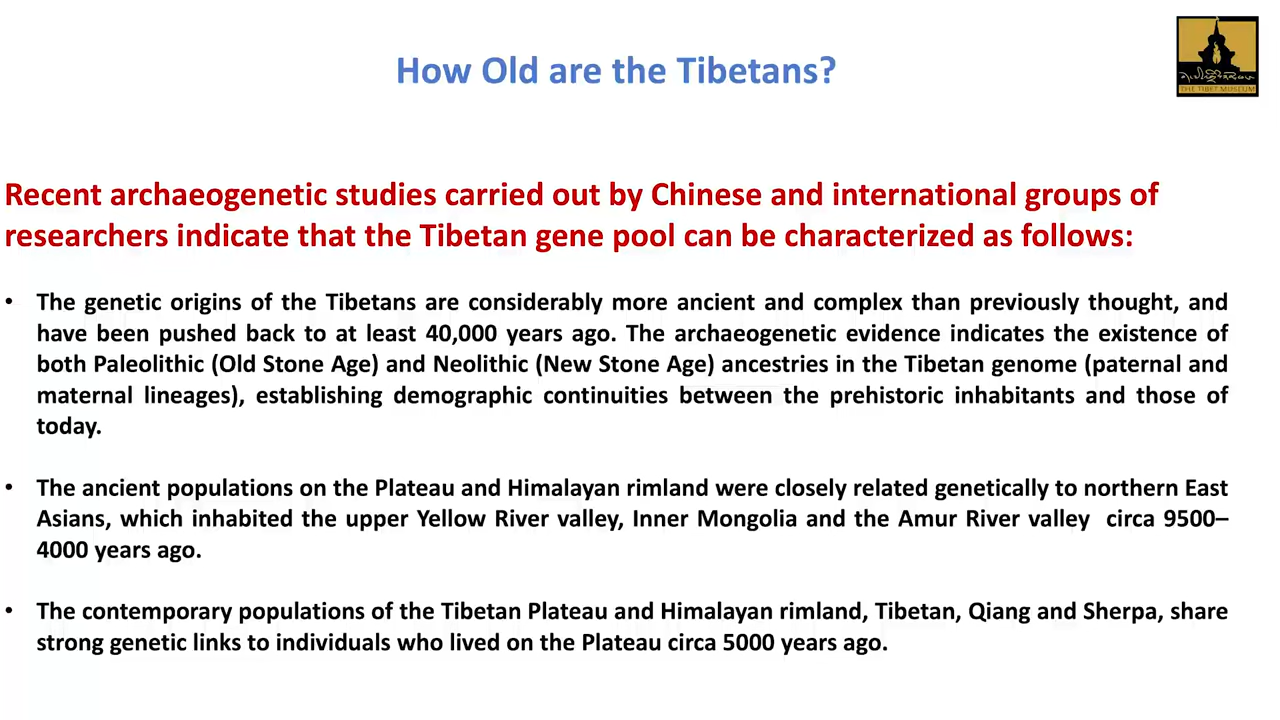 How Old are the Tibetans?
THE TIBET MUSEUM
Recent archaeogenetic studies carried out by Chinese and international groups of
researchers indicate that the Tibetan gene pool can be characterized as follows:
• The genetic origins of the Tibetans are considerably more ancient and complex than previously thought, and
have been pushed back to at least 40,000 years ago. The archaeogenetic evidence indicates the existence of
both Paleolithic (Old Stone Age) and Neolithic (New Stone Age) ancestries in the Tibetan genome (paternal and
maternal lineages), establishing demographic continuities between the prehistoric inhabitants and those of
today.
• The ancient populations on the Plateau and Himalayan rimland were closely related genetically to northern East
Asians, which inhabited the upper Yellow River valley, Inner Mongolia and the Amur River valley  circa 9500–
4000 years ago.
• The contemporary populations of the Tibetan Plateau and Himalayan rimland, Tibetan, Qiang and Sherpa, share
strong genetic links to individuals who lived on the Plateau circa 5000 years ago.